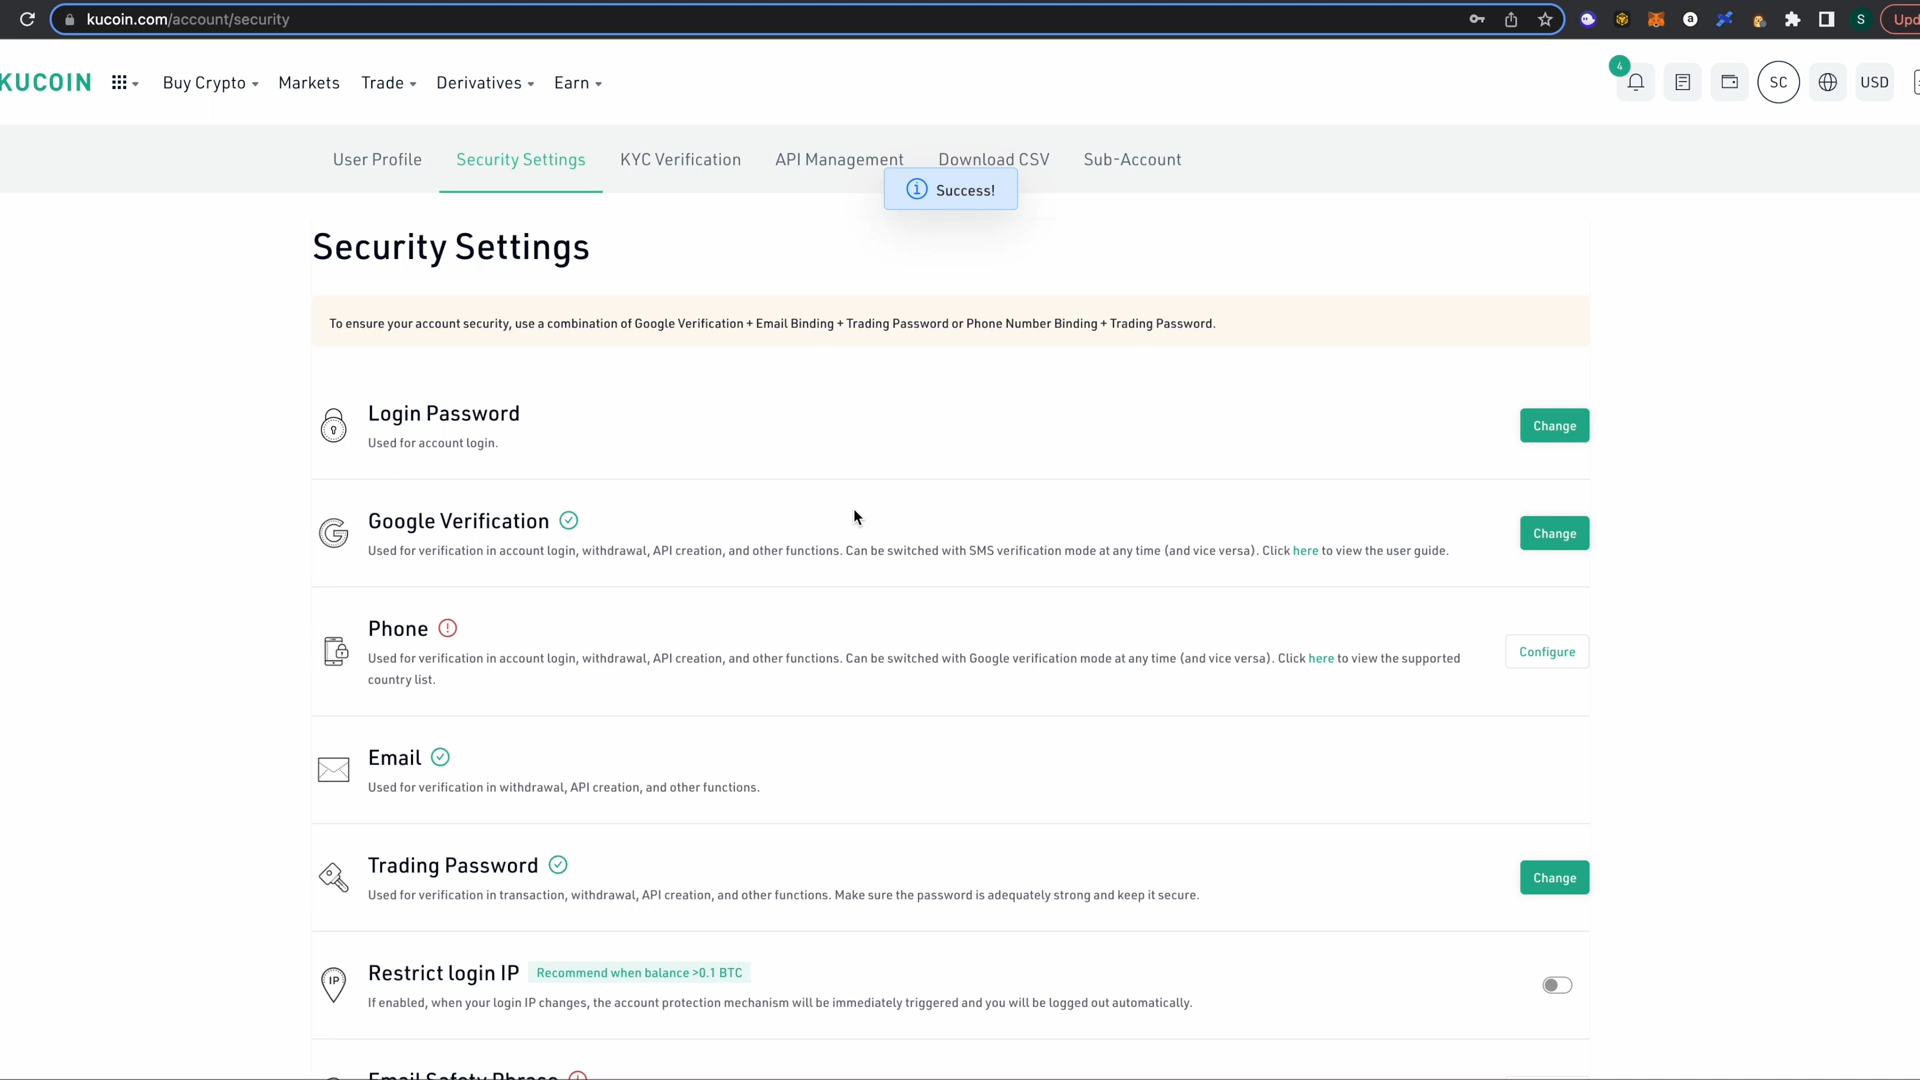 kucoin.com/account/security
S
Upd
KUCOIN
Buy Crypto
Markets
Trade
Derivatives
Earn
4
SC
USD
User Profile
Security Settings
KYC Verification
API Management
Download CSV
Sub-Account
Success!
Security Settings
To ensure your account security, use a combination of Google Verification + Email Binding + Trading Password or Phone Number Binding + Trading Password.
Login Password
Used for account login.
Change
Google Verification
Used for verification in account login, withdrawal, API creation, and other functions. Can be switched with SMS verification mode at any time (and vice versa). Click here to view the user guide.
Change
Phone
Used for verification in account login, withdrawal, API creation, and other functions. Can be switched with Google verification mode at any time (and vice versa). Click here to view the supported
country list.
Configure
Email
Used for verification in withdrawal, API creation, and other functions.
Trading Password
Used for verification in transaction, withdrawal, API creation, and other functions. Make sure the password is adequately strong and keep it secure.
Change
IP
Restrict login IP
Recommend when balance >0.1 BTC
If enabled, when your login IP changes, the account protection mechanism will be immediately triggered and you will be logged out automatically.
Email Safety Phrase